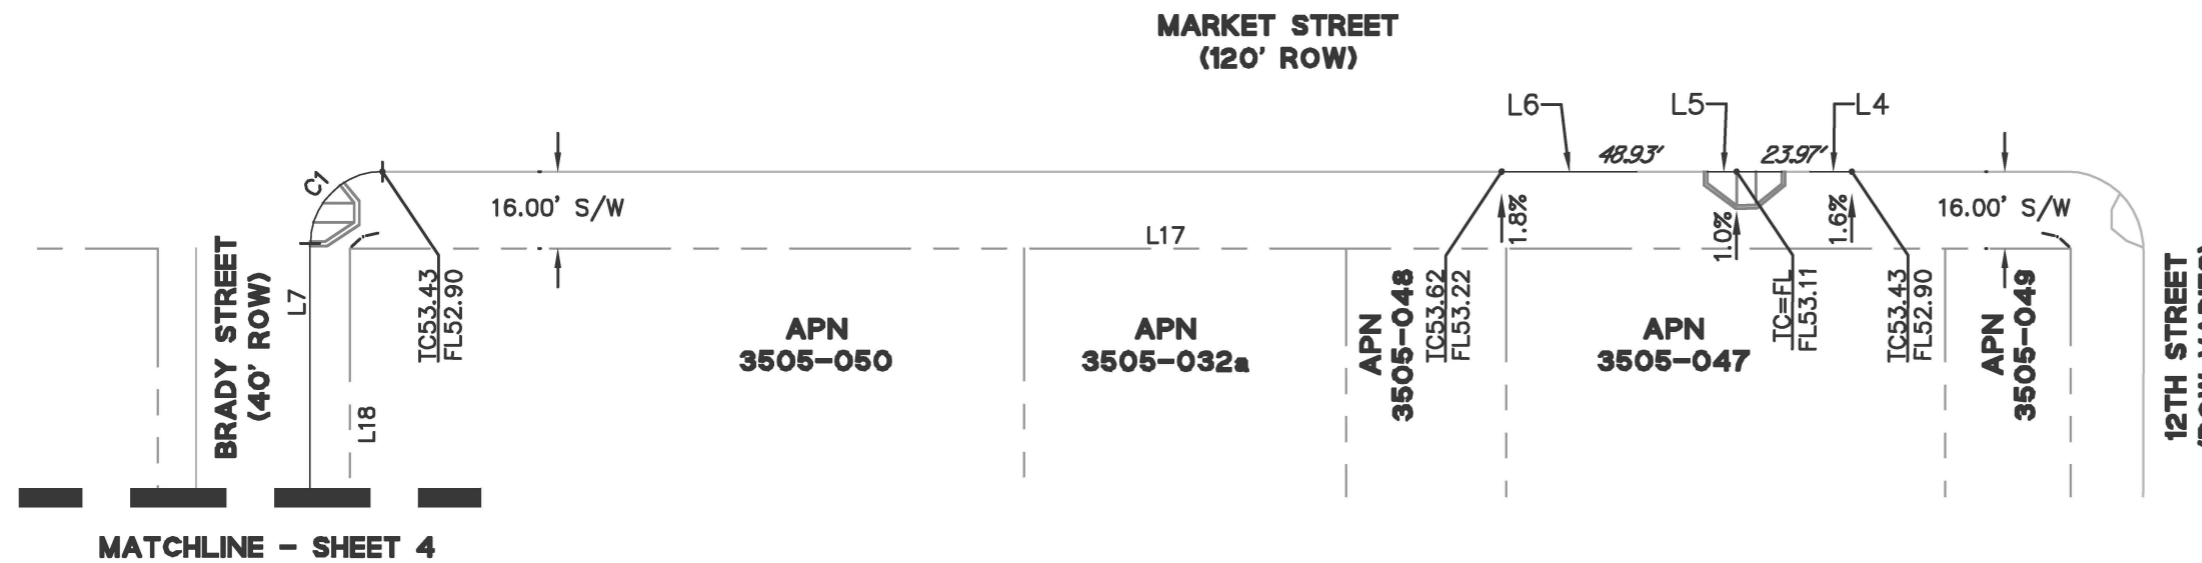 MARKET STREET
(120' ROW)
L6
L5
L4
48.93'
23.97'
C1
16.00' S/W
1.8%
1.0%
1.6%
16.00' S/W
L17
BRADY STREET
(40' ROW)
L7
L18
TC53.43
FL52.90
APN
3505-050
APN
3505-032a
APN
3505-048
TC53.62
FL53.22
APN
3505-047
TC=FL
FL53.11
TC53.43
FL52.90
APN
3505-049
12TH STREET
MATCHLINE - SHEET 4